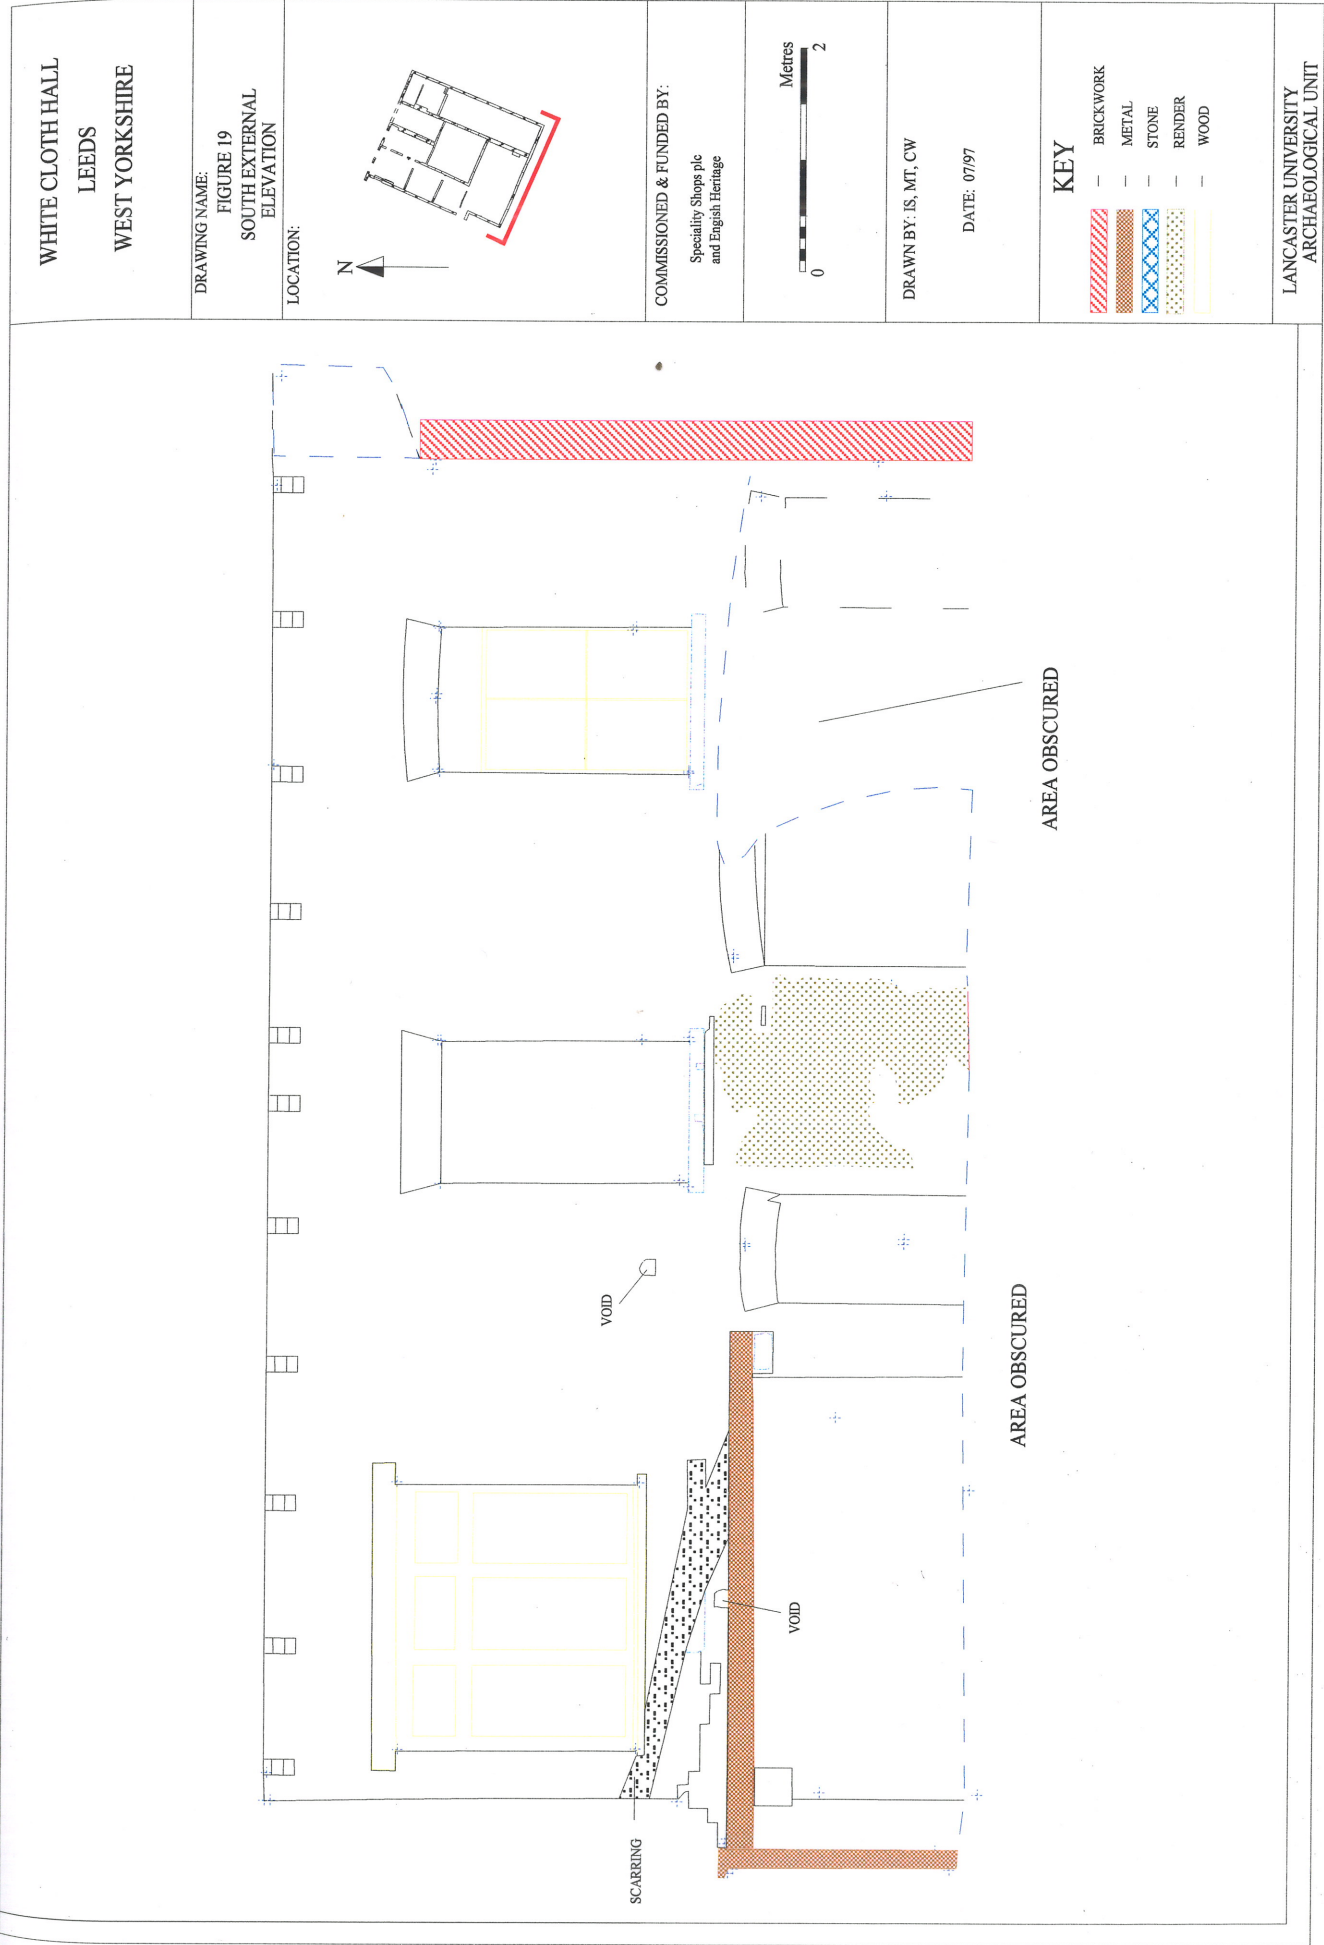 WHITE CLOTH HALL
LEEDS
WEST YORKSHIRE
DRAWING NAME:
FIGURE 19
SOUTH EXTERNAL
ELEVATION
LOCATION:
N
COMMISSIONED & FUNDED BY:
Speciality Shops plc
and Engish Heritage
Metres
0
2
DRAWN BY: IS, MT, CW
DATE: 07/97
KEY
— BRICKWORK
— METAL
— STONE
— RENDER
— WOOD
LANCASTER UNIVERSITY
ARCHAEOLOGICAL UNIT
SCARRING
VOID
VOID
AREA OBSCURED
AREA OBSCURED